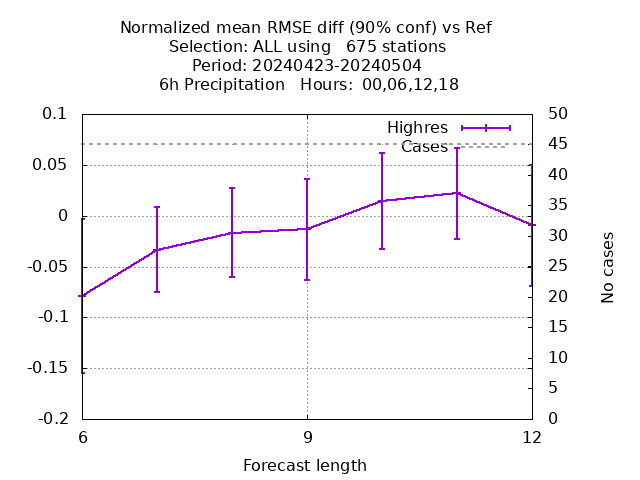 Normalized mean RMSE diff (90% conf) vs Ref
Selection: ALL using   675 stations
Period: 20240423-20240504
6h Precipitation   Hours:  00,06,12,18
0.1
0.05
0
-0.05
-0.1
-0.15
-0.2
Highres
Cases
50
45
40
35
30
25
20
15
10
5
0
No cases
6
9
12
Forecast length